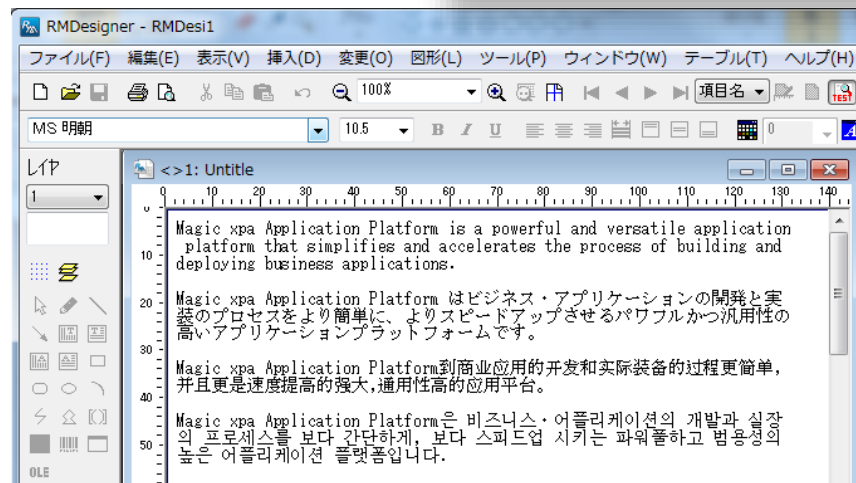 RMDesigner - RMDesi1
ファイル(F) 編集(E) 表示(V) 挿入(D) 変更(O) 図形(L) ツール(P) ウィンドウ(W) テーブル(T) ヘルプ(H)
100% 項目名 TEST
MS 明朝 10.5 B I U 0 A
レイヤ <>1: Untitle
1 0 10 20 30 40 50 60 70 80 90 100 110 120 130 140
0
Magic xpa Application Platform is a powerful and versatile application
platform that simplifies and accelerates the process of building and
10
deploying business applications.
20
Magic xpa Application Platform はビジネス・アプリケーションの開発と実
装のプロセスをより簡単に、よりスピードアップさせるパワフルかつ汎用性の
高いアプリケーションプラットフォームです。
30
Magic xpa Application Platform到商业应用的开发和实际装备的过程更简单,
并且更是速度提高的强大,通用性高的应用平台。
40
Magic xpa Application Platform은 비즈니스・어플리케이션의 개발과 실장
의 프로세스를 보다 간단하게, 보다 스피드업 시키는 파워풀하고 범용성의
50
높은 어플리케이션 플랫폼입니다.
OLE